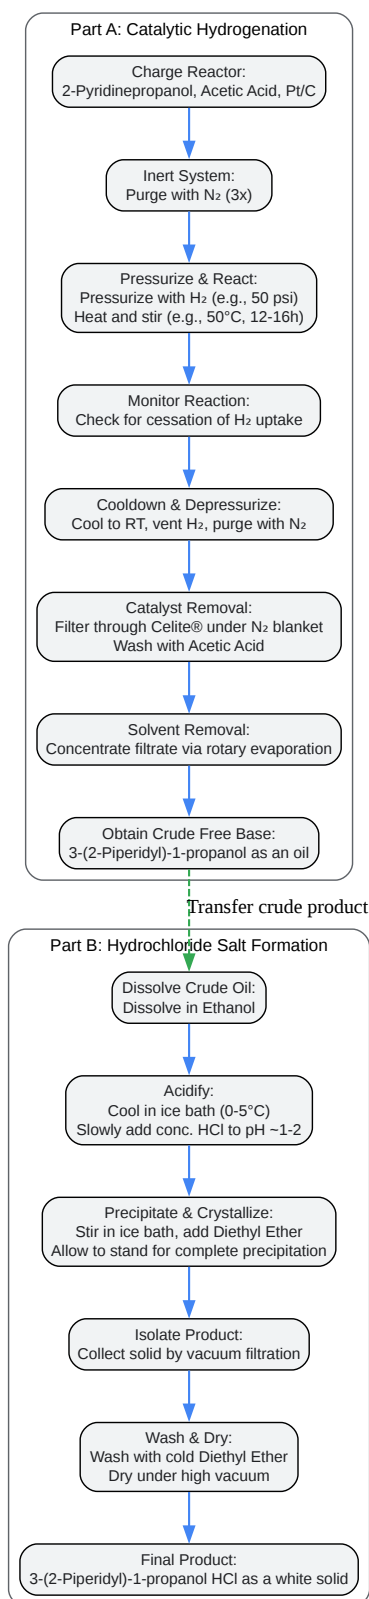 Part A: Catalytic Hydrogenation
Charge Reactor:
2-Pyridinepropanol, Acetic Acid, Pt/C
Inert System:
Purge with N₂ (3x)
Pressurize & React:
Pressurize with H₂ (e.g., 50 psi)
Heat and stir (e.g., 50°C, 12-16h)
Monitor Reaction:
Check for cessation of H₂ uptake
Cooldown & Depressurize:
Cool to RT, vent H₂, purge with N₂
Catalyst Removal:
Filter through Celite® under N₂ blanket
Wash with Acetic Acid
Solvent Removal:
Concentrate filtrate via rotary evaporation
Obtain Crude Free Base:
3-(2-Piperidyl)-1-propanol as an oil
Transfer crude product
Part B: Hydrochloride Salt Formation
Dissolve Crude Oil:
Dissolve in Ethanol
Acidify:
Cool in ice bath (0-5°C)
Slowly add conc. HCl to pH ~1-2
Precipitate & Crystallize:
Stir in ice bath, add Diethyl Ether
Allow to stand for complete precipitation
Isolate Product:
Collect solid by vacuum filtration
Wash & Dry:
Wash with cold Diethyl Ether
Dry under high vacuum
Final Product:
3-(2-Piperidyl)-1-propanol HCl as a white solid